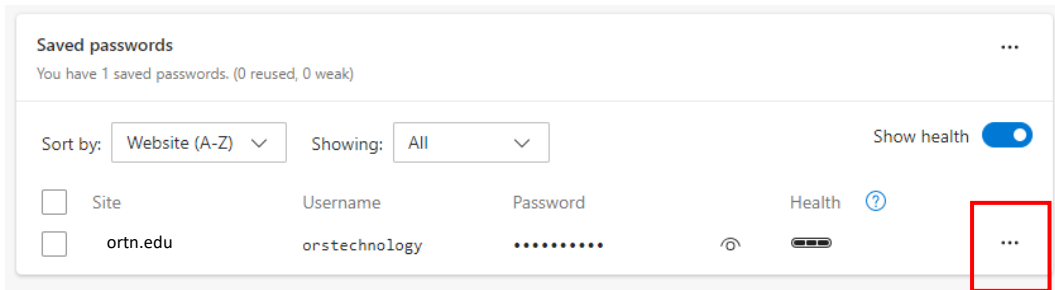 Saved passwords
You have 1 saved passwords. (0 reused, 0 weak)
Sort by: Website (A-Z) Showing: All Show health
Site Username Password Health ?
ortn.edu orstechnology ••••••••••